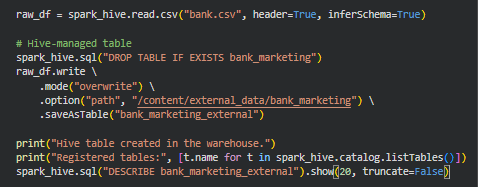 raw_df = spark_hive.read.csv("bank.csv", header=True, inferSchema=True)
# Hive-managed table
spark_hive.sql("DROP TABLE IF EXISTS bank_marketing")
raw_df.write \
    .mode("overwrite") \
    .option("path", "/content/external_data/bank_marketing") \
    .saveAsTable("bank_marketing_external")
print("Hive table created in the warehouse.")
print("Registered tables:", [t.name for t in spark_hive.catalog.listTables()])
spark_hive.sql("DESCRIBE bank_marketing_external").show(20, truncate=False)